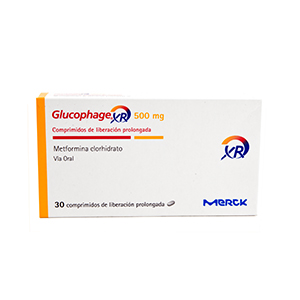 Glucophage XR 500 mg
Comprimidos de liberación prolongada
Metformina clorhidrato
Vía Oral
XR
30 comprimidos de liberación prolongada
MERCK